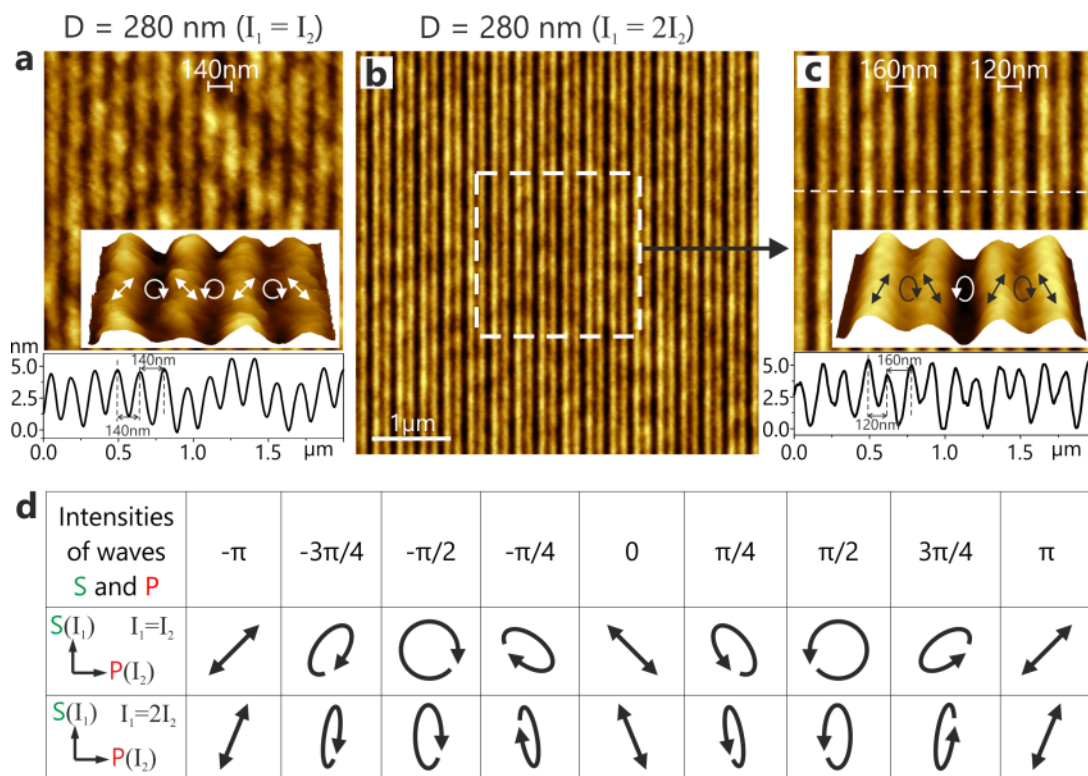 D = 280 nm (I₁ = I₂)
D = 280 nm (I₁ = 2I₂)
a
140nm
nm
5.0
2.5
0.0
140nm
140nm
0.0
0.5
1.0
1.5
μm
b
1μm
c
160nm
120nm
5.0
2.5
0.0
160nm
120nm
0.0
0.5
1.0
1.5
μm
d
Intensities
of waves
S and P
-π
-3π/4
-π/2
-π/4
0
π/4
π/2
3π/4
π
S(I₁) I₁=I₂
P(I₂)
S(I₁) I₁=2I₂
P(I₂)